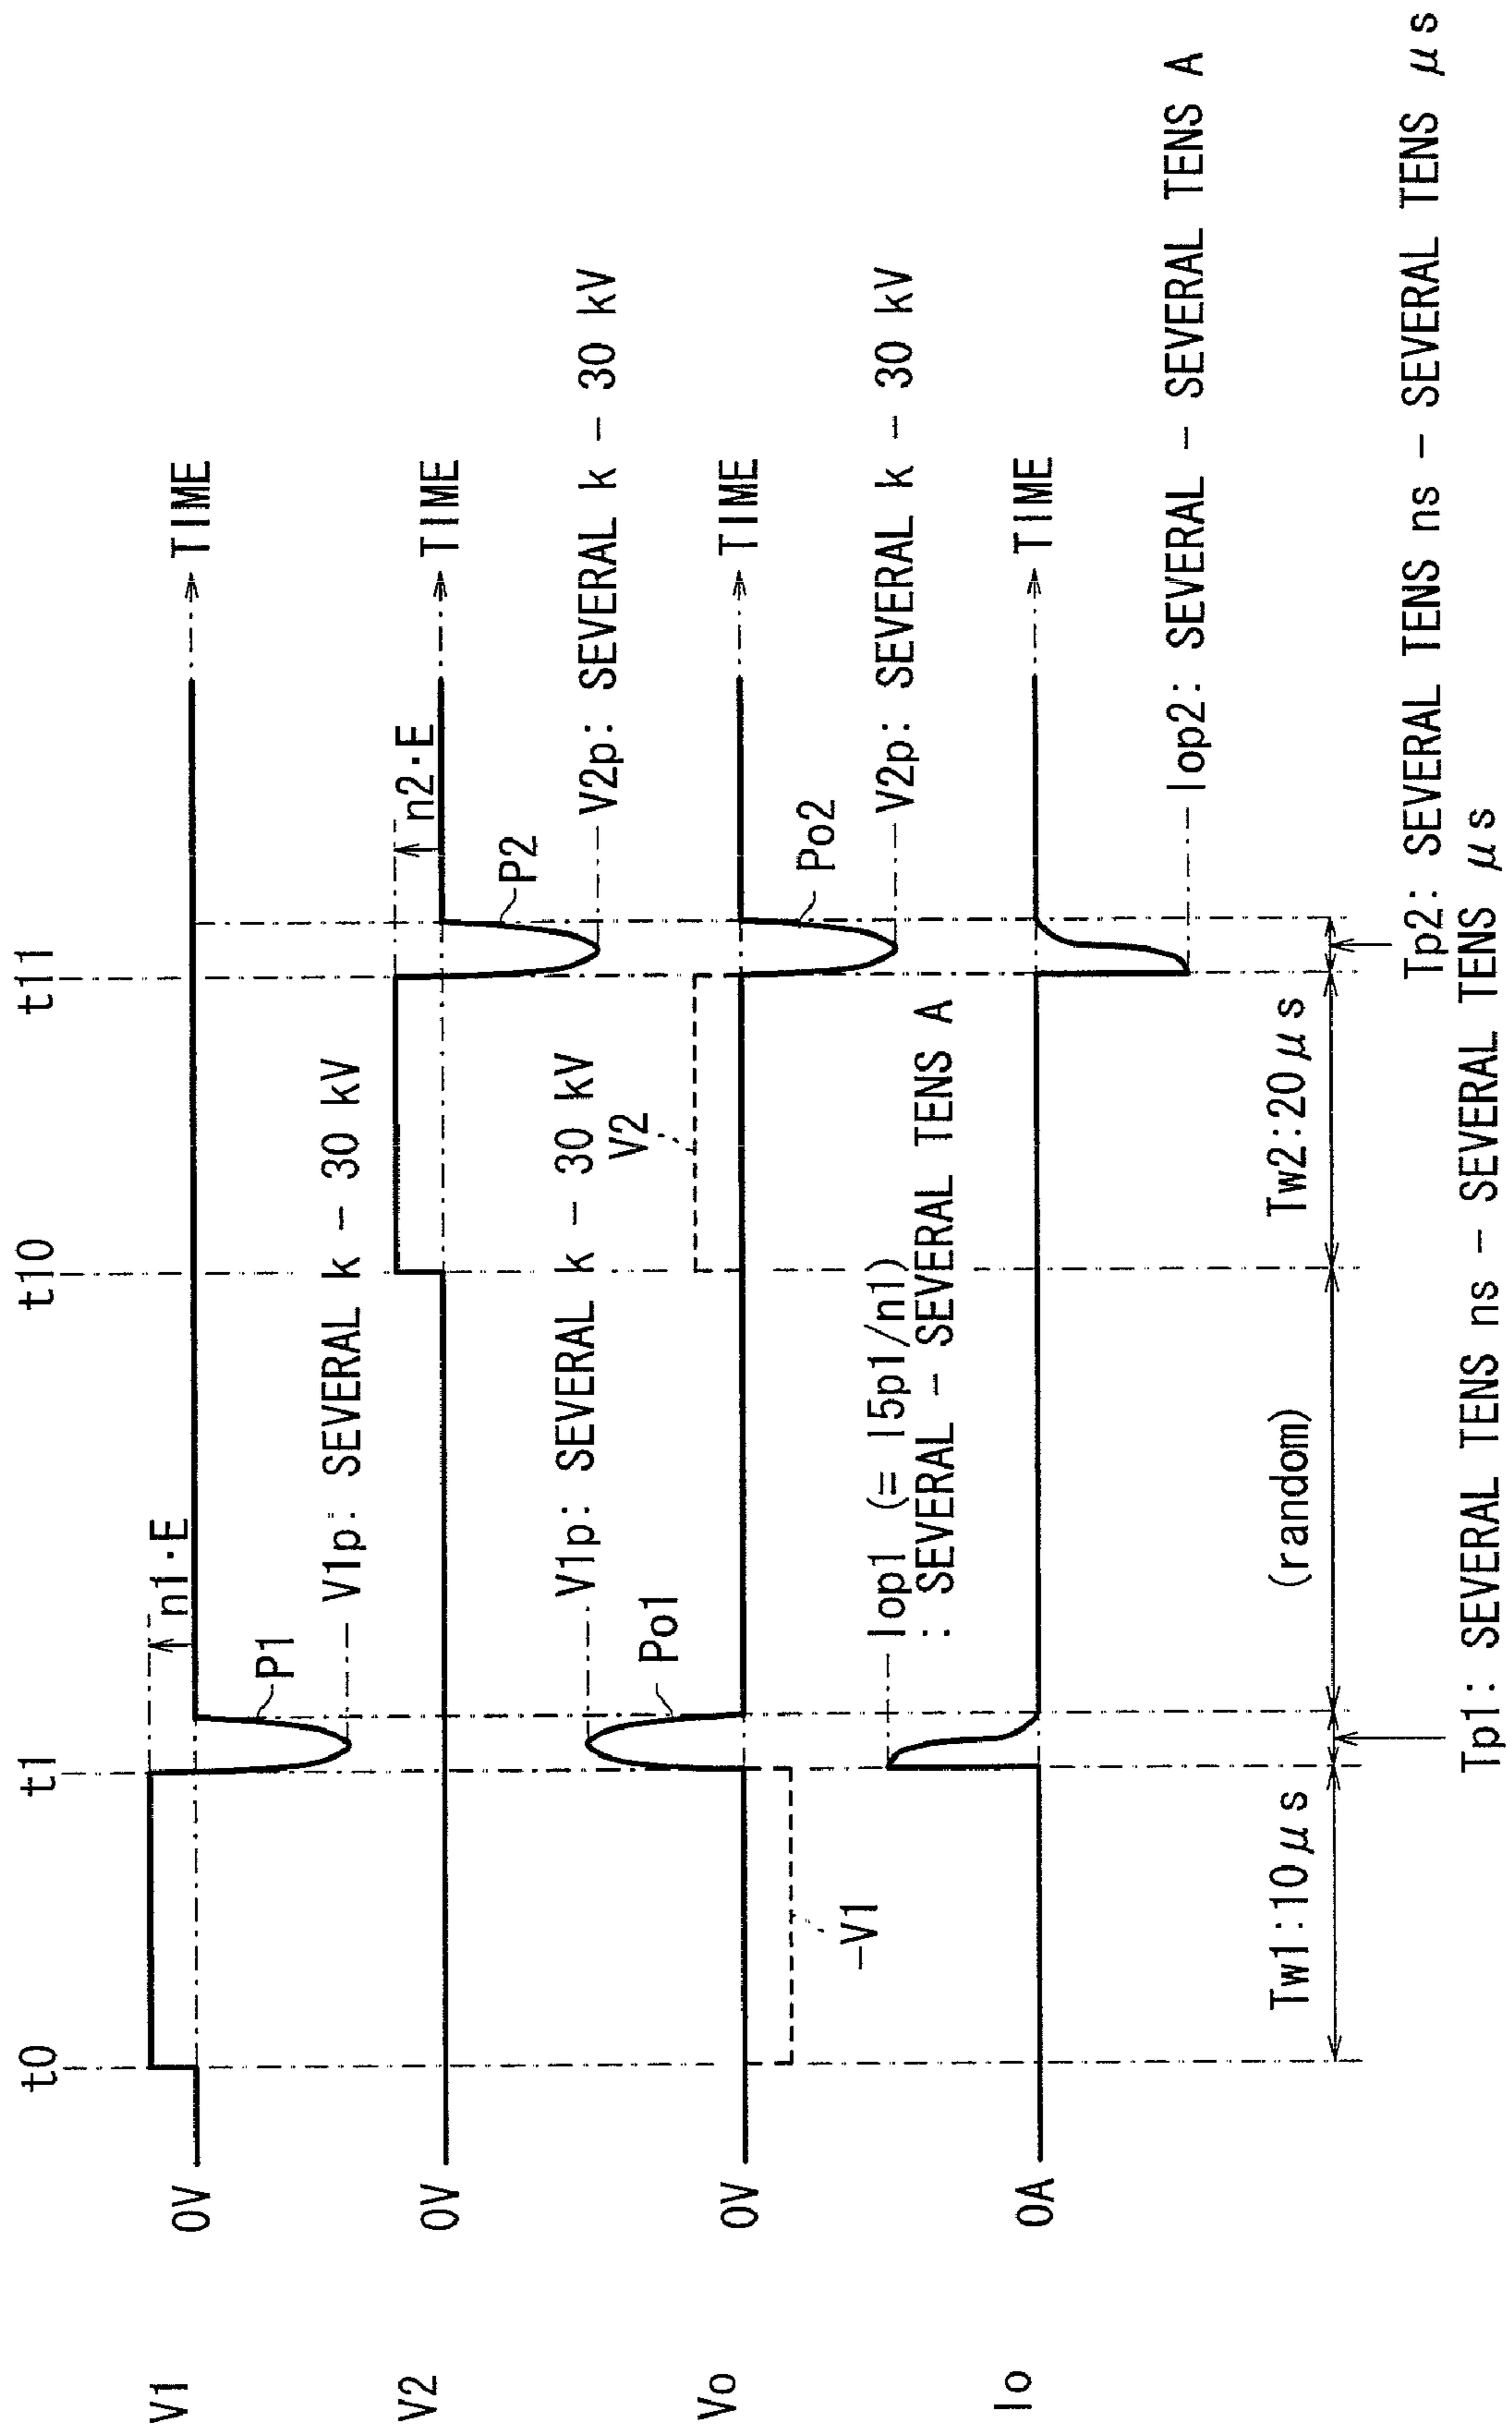 t0
t1
t10
t11
V1
0V
n1·E
P1
V1p: SEVERAL k - 30 kV
TIME
V2
0V
n2·E
P2
V2p: SEVERAL k - 30 kV
TIME
Vo
0V
-V1
V1p: SEVERAL k - 30 kV
Po1
V2
Po2
V2p: SEVERAL k - 30 kV
TIME
Io
0A
Iop1 (= I5p1/n1)
: SEVERAL - SEVERAL TENS A
Iop2: SEVERAL - SEVERAL TENS A
TIME
Tw1:10μs
(random)
Tw2:20μs
Tp2: SEVERAL TENS ns - SEVERAL TENS μs
Tp1: SEVERAL TENS ns - SEVERAL TENS μs